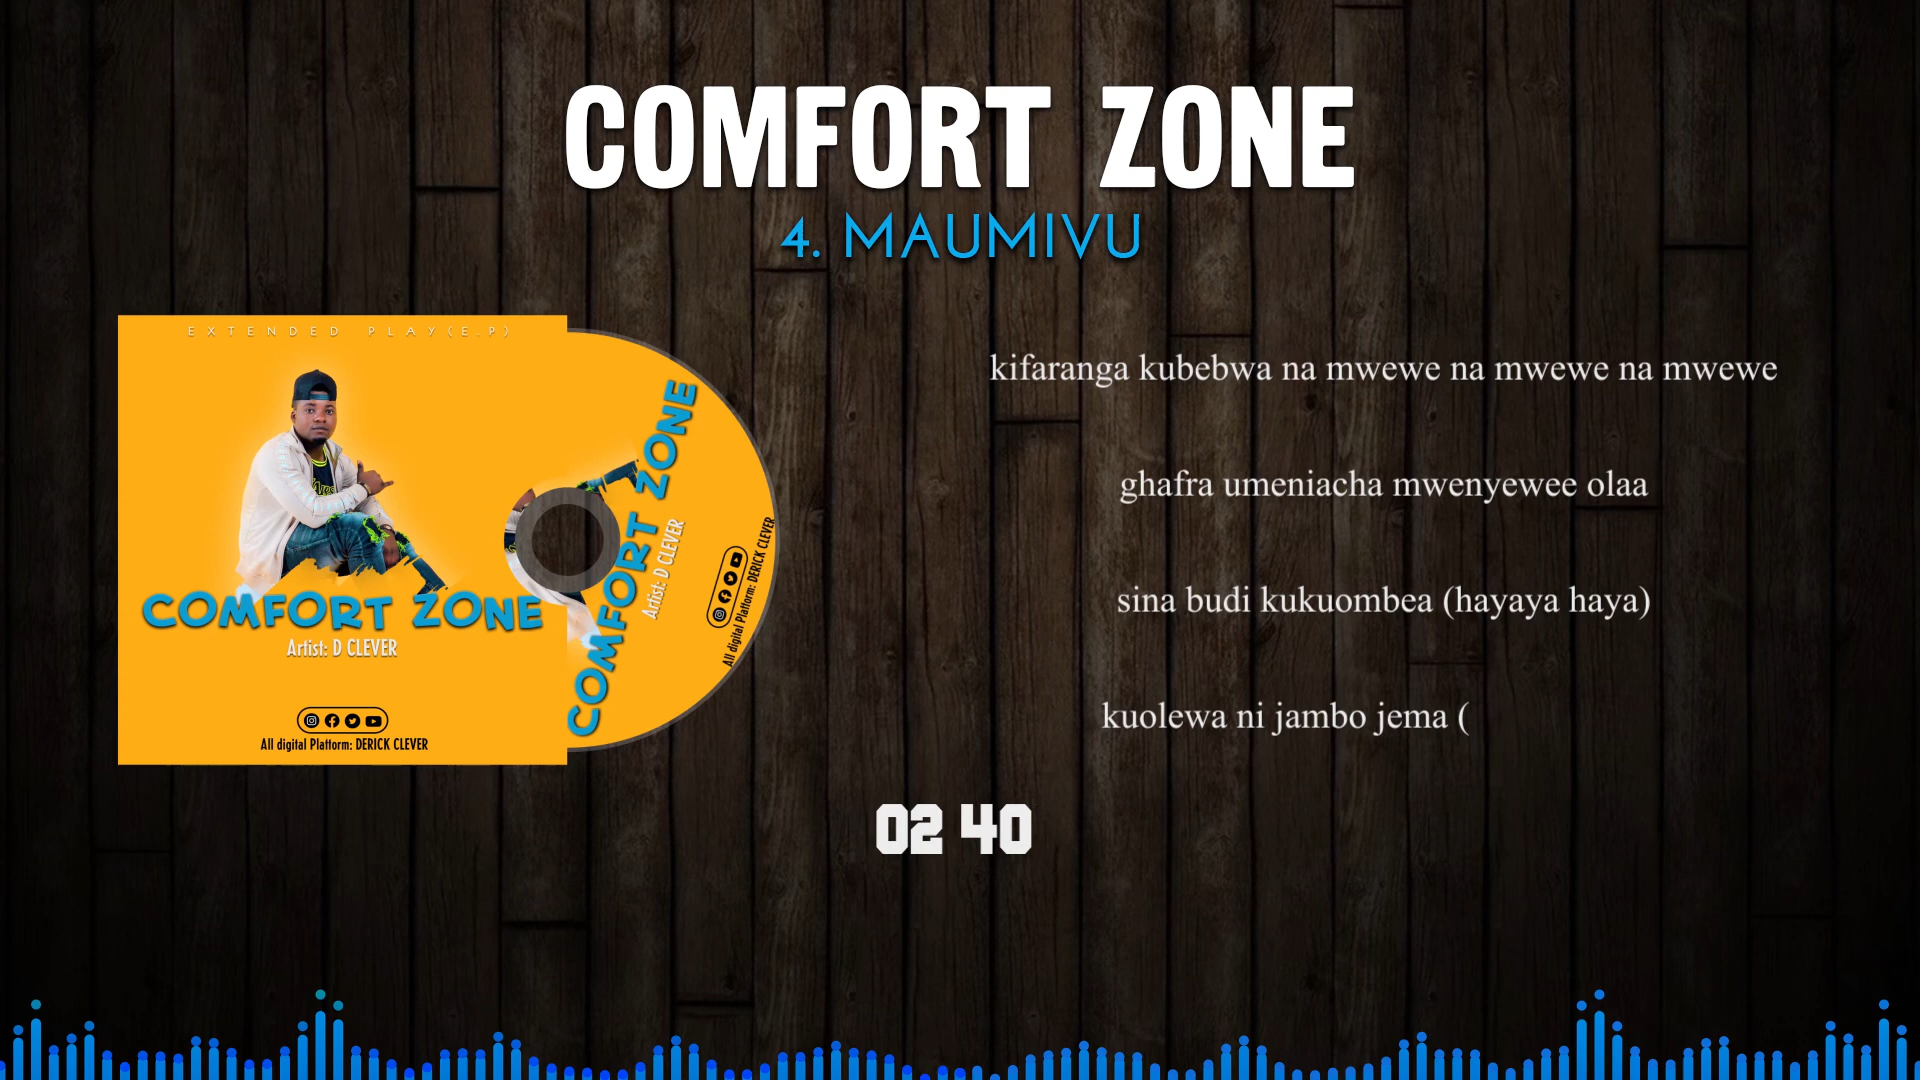 COMFORT ZONE
4. MAUMIVU
EXTENDED PLAY(E.P)
COMFORT ZONE
Artist: D CLEVER
All digital Platform: DERICK CLEVER
COMFORT ZONE
Artist: D CLEVER
All digital Platform: DERICK CLEVER
kifaranga kubebwa na mwewe na mwewe na mwewe
ghafra umeniacha mwenyewee olaa
sina budi kukuombea (hayaya haya)
kuolewa ni jambo jema (
02 40